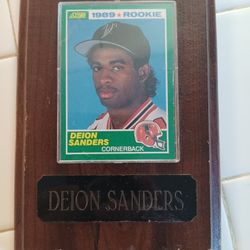 SCORE
1989 ★ ROOKIE
DEION
SANDERS
CORNERBACK
DEION SANDERS